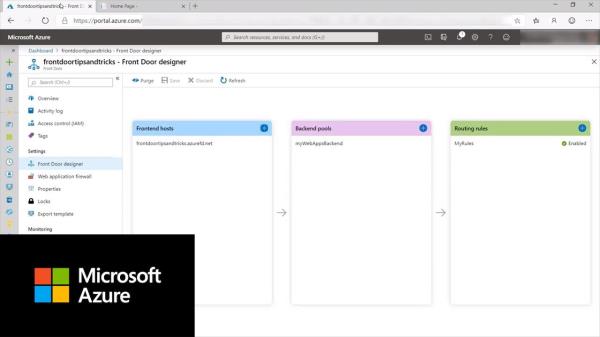 frontdoortipsandtricks - Front D
Home Page -
https://portal.azure.com/
Microsoft Azure
Search resources, services, and docs (G+/)
Dashboard > frontdoortipsandtricks - Front Door designer
frontdoortipsandtricks - Front Door designer
Front Door
Search (Ctrl+/)
Purge Save Discard Refresh
Overview
Activity log
Access control (IAM)
Tags
Settings
Front Door designer
Web application firewall
Properties
Locks
Export template
Monitoring
Frontend hosts
frontdoortipsandtricks.azurefd.net
Backend pools
myWebAppsBackend
Routing rules
MyRules Enabled
Microsoft
Azure